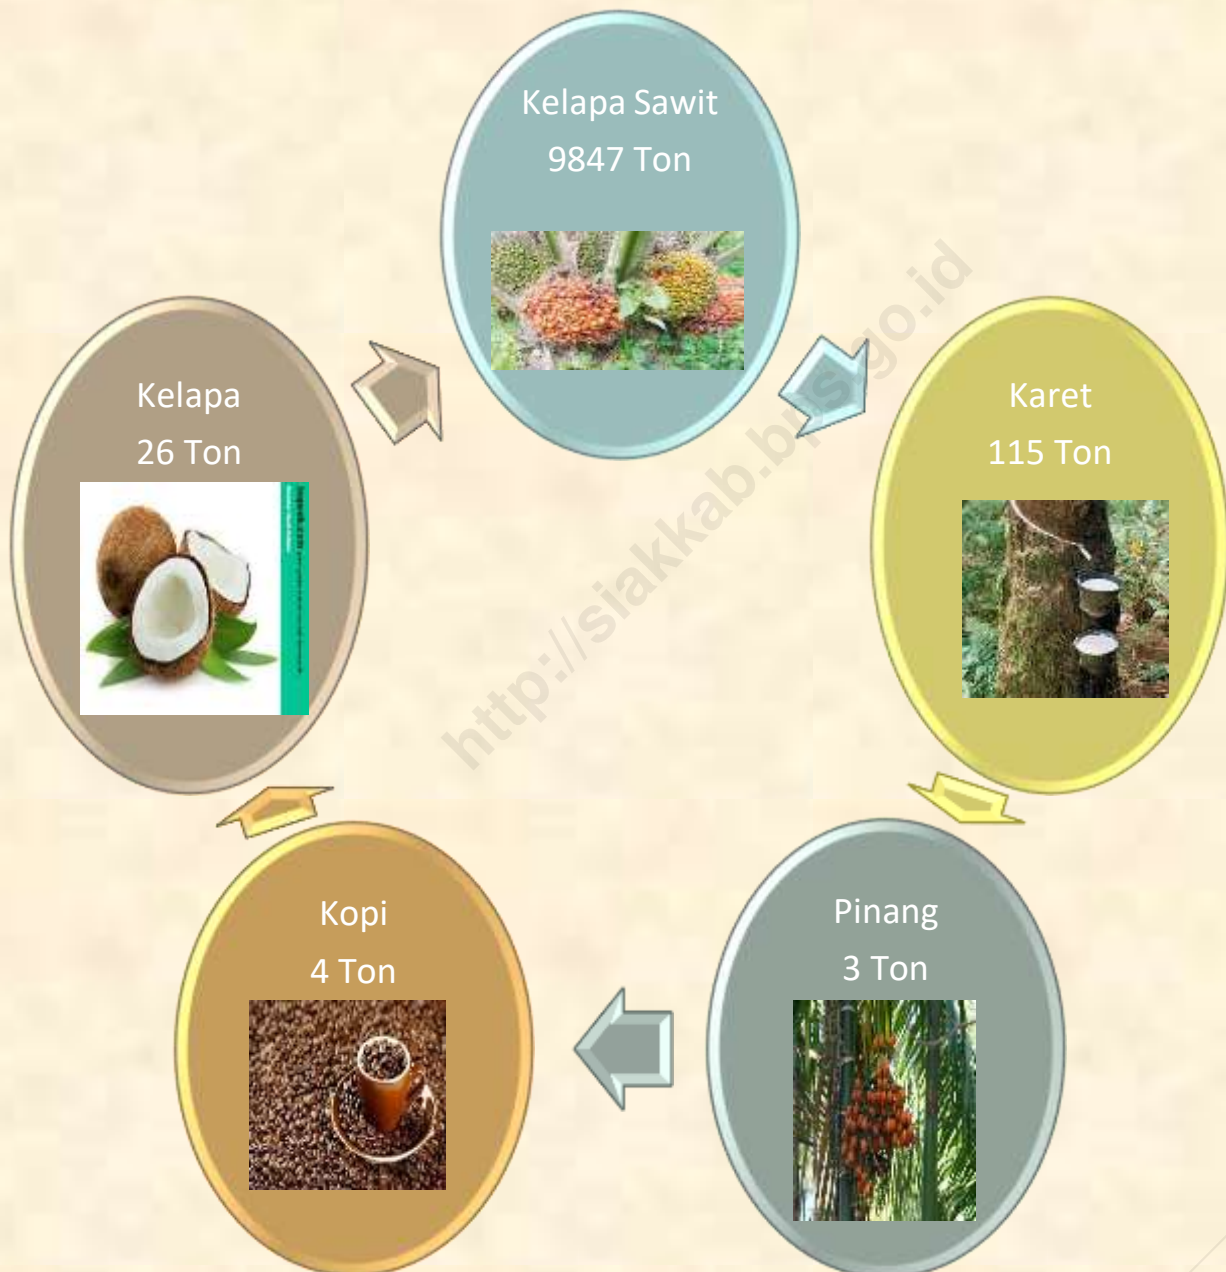 Kelapa Sawit
9847 Ton
Karet
115 Ton
Pinang
3 Ton
Kopi
4 Ton
Kelapa
26 Ton
http://siakkab.bps.go.id